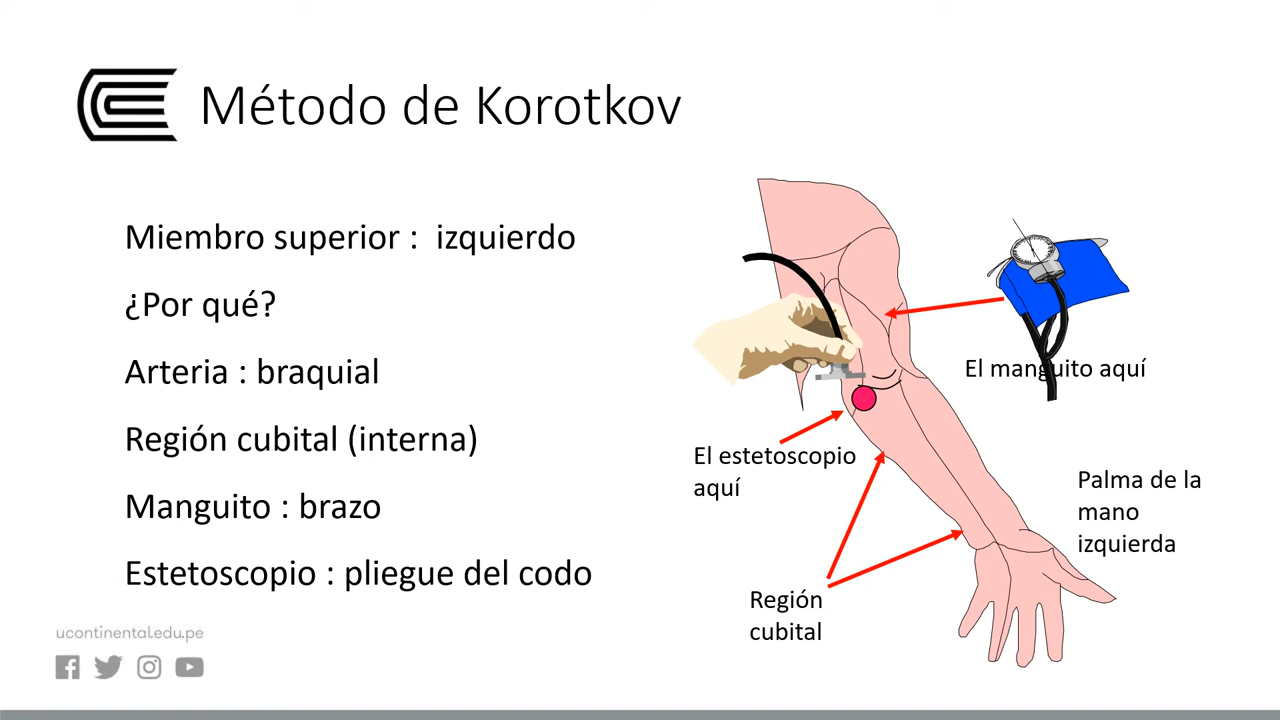 Método de Korotkov
Miembro superior : izquierdo
¿Por qué?
Arteria : braquial
Región cubital (interna)
Manguito : brazo
Estetoscopio : pliegue del codo
El manguito aquí
El estetoscopio
aquí
Palma de la
mano
izquierda
Región
cubital
ucontinental.edu.pe